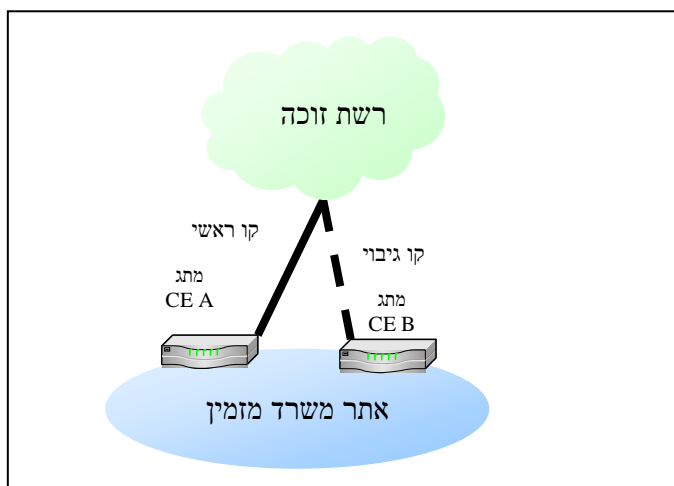 רשת זוכה
קו ראשי
קו גיבוי
מתג
CE A
מתג
CE B
אתר משרד מזמין